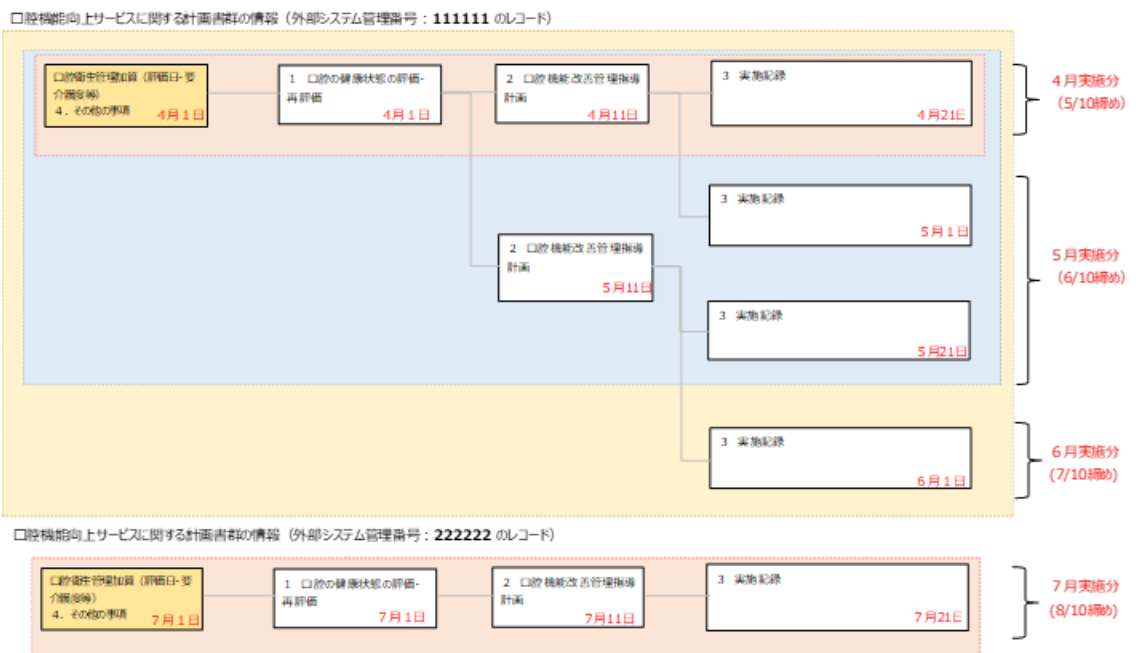 口腔機能向上サービスに関する計画書群の情報（外部システム管理番号：111111 のレコード）
口腔衛生管理加算（評価日・要
介護度等）
4．その他の事項
4月1日
1　口腔の健康状態の評価・
再評価
4月1日
2　口腔機能改善管理指導
計画
4月11日
3　実施記録
4月21日
4月実施分
（5/10締め）
3　実施記録
5月1日
2　口腔機能改善管理指導
計画
5月11日
5月実施分
（6/10締め）
3　実施記録
5月21日
3　実施記録
6月1日
6月実施分
(7/10締め)
口腔機能向上サービスに関する計画書群の情報（外部システム管理番号：222222 のレコード）
口腔衛生管理加算（評価日・要
介護度等）
4．その他の事項
7月1日
1　口腔の健康状態の評価・
再評価
7月1日
2　口腔機能改善管理指導
計画
7月11日
3　実施記録
7月21日
7月実施分
(8/10締め)